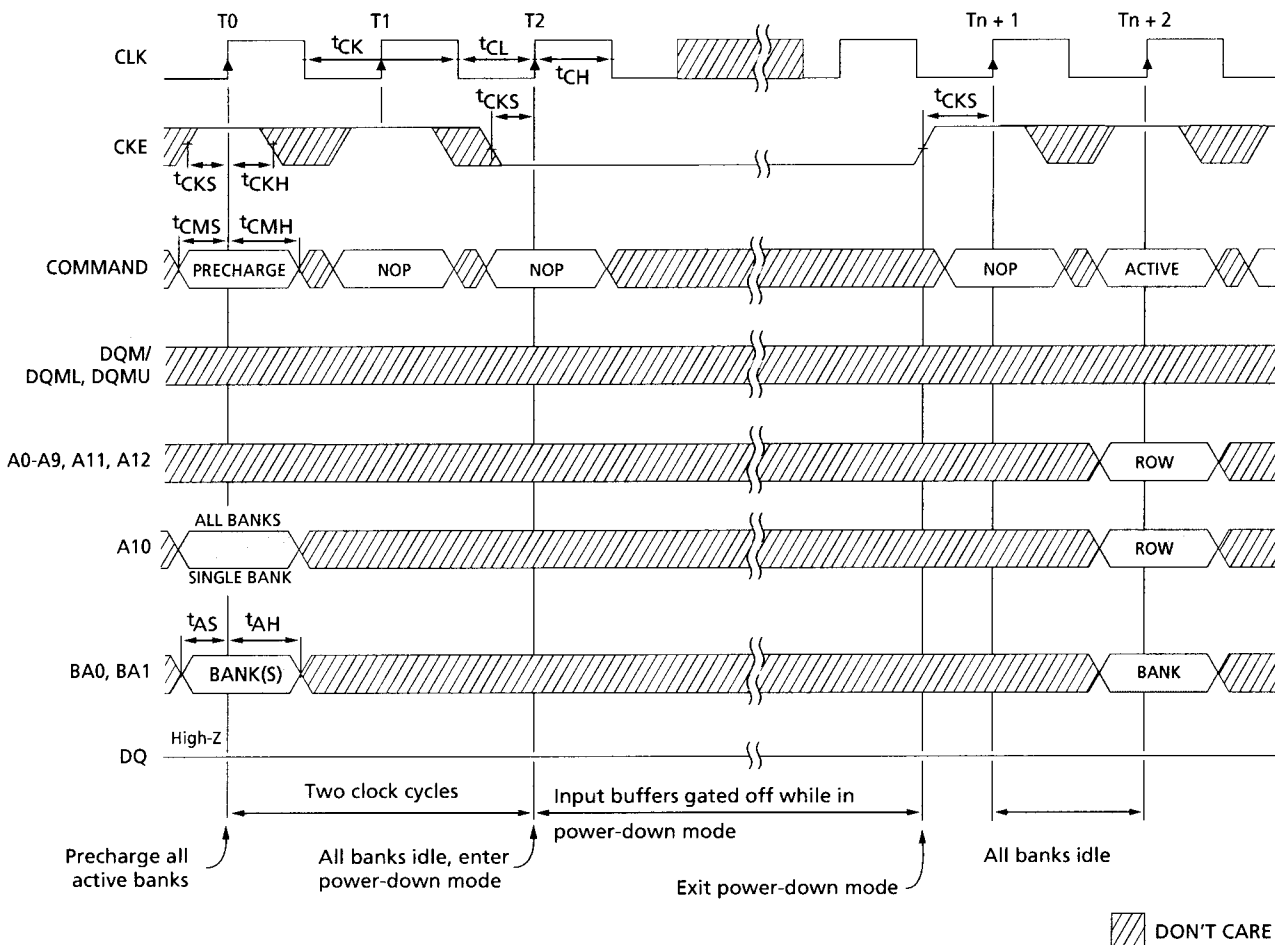 T0 T1 T2 Tn + 1 Tn + 2
CLK
tCK tCL tCH
tCKS tCKS
CKE
tCKS tCKH
tCMS tCMH
COMMAND PRECHARGE NOP NOP NOP ACTIVE
DQM/
DQML, DQMU
A0-A9, A11, A12 ROW
ALL BANKS
A10 ROW
SINGLE BANK
tAS tAH
BA0, BA1 BANK(S) BANK
High-Z
DQ
Two clock cycles
Input buffers gated off while in
power-down mode
Precharge all
active banks
All banks idle, enter
power-down mode
Exit power-down mode
All banks idle
DON'T CARE